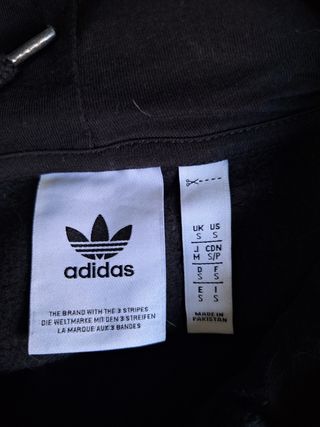 adidas
THE BRAND WITH THE 3 STRIPES
DIE WELTMARKE MIT DEN 3 STREIFEN
LA MARQUE AUX 3 BANDES
UK US
S S
J CDN
M S/P
D F
S S
E I
S S
MADE IN
PAKISTAN